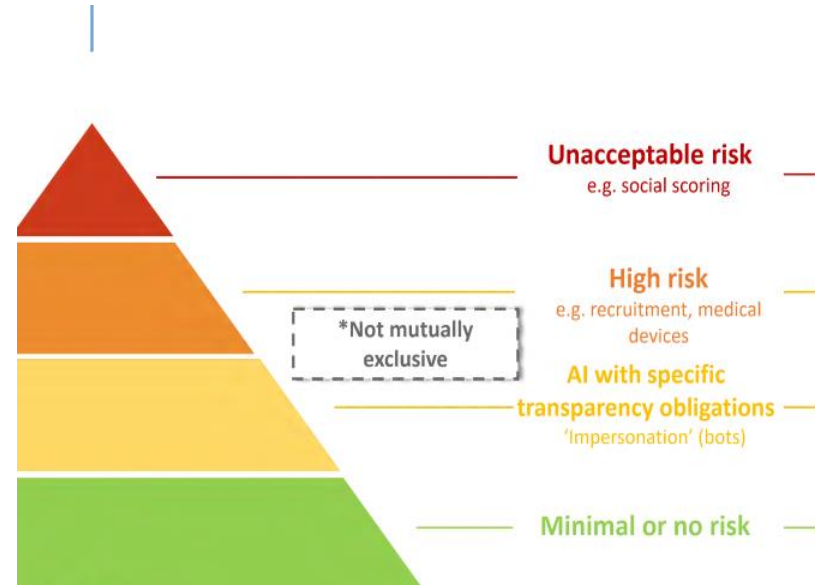 Unacceptable risk
e.g. social scoring
High risk
e.g. recruitment, medical
devices
*Not mutually
exclusive
AI with specific
transparency obligations
'Impersonation' (bots)
Minimal or no risk